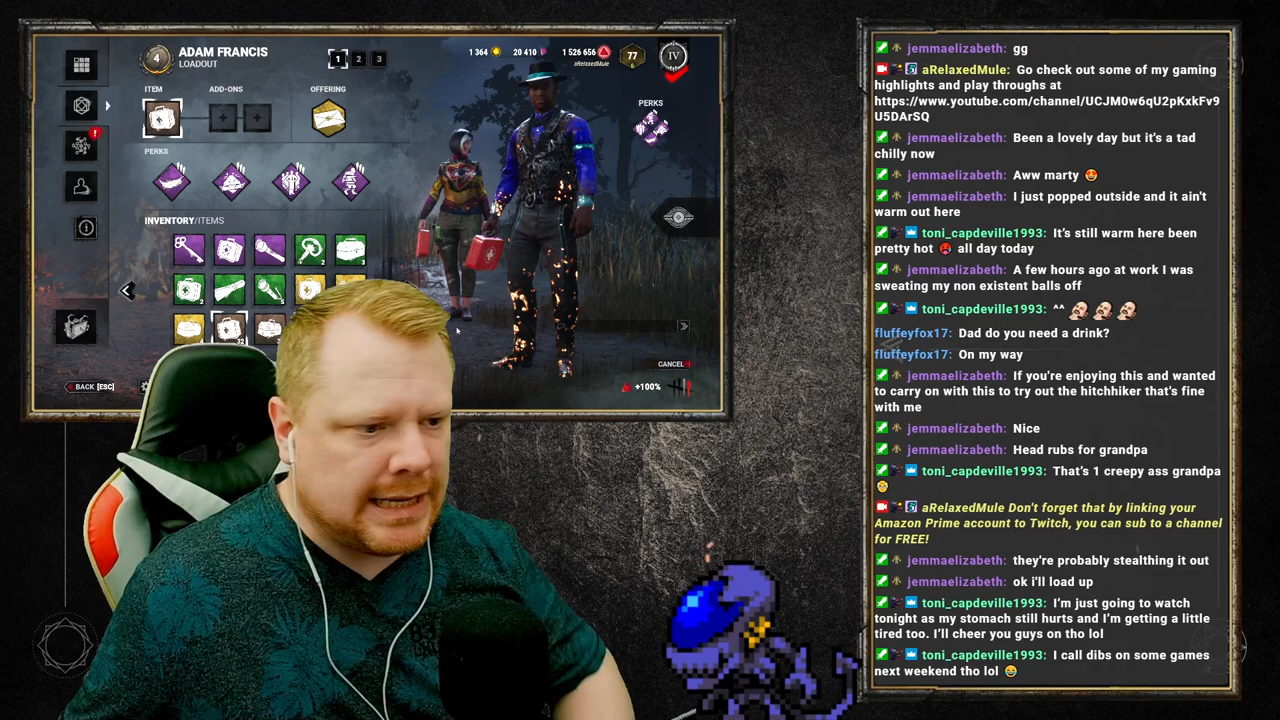 4
ADAM FRANCIS
LOADOUT
1 2 3
1 364
20 410
1 526 656
aRelaxedMule
77
6
IV
ITEM
ADD-ONS
OFFERING
PERKS
PERKS
INVENTORY/ITEMS
2
3
2
32
CANCEL
BACK [ESC]
+100%
jemmaelizabeth: gg
aRelaxedMule: Go check out some of my gaming
highlights and play throughs at
https://www.youtube.com/channel/UCJM0w6qU2pKxkFv9
U5DArSQ
jemmaelizabeth: Been a lovely day but it's a tad
chilly now
jemmaelizabeth: Aww marty 😍
jemmaelizabeth: I just popped outside and it ain't
warm out here
toni_capdeville1993: It's still warm here been
pretty hot 🥵 all day today
jemmaelizabeth: A few hours ago at work I was
sweating my non existent balls off
toni_capdeville1993: ^^
fluffeyfox17: Dad do you need a drink?
fluffeyfox17: On my way
jemmaelizabeth: If you're enjoying this and wanted
to carry on with this to try out the hitchhiker that's fine
with me
jemmaelizabeth: Nice
jemmaelizabeth: Head rubs for grandpa
toni_capdeville1993: That's 1 creepy ass grandpa
aRelaxedMule Don't forget that by linking your
Amazon Prime account to Twitch, you can sub to a channel
for FREE!
jemmaelizabeth: they're probably stealthing it out
jemmaelizabeth: ok i'll load up
toni_capdeville1993: I'm just going to watch
tonight as my stomach still hurts and I'm getting a little
tired too. I'll cheer you guys on tho lol
toni_capdeville1993: I call dibs on some games
next weekend tho lol 😂